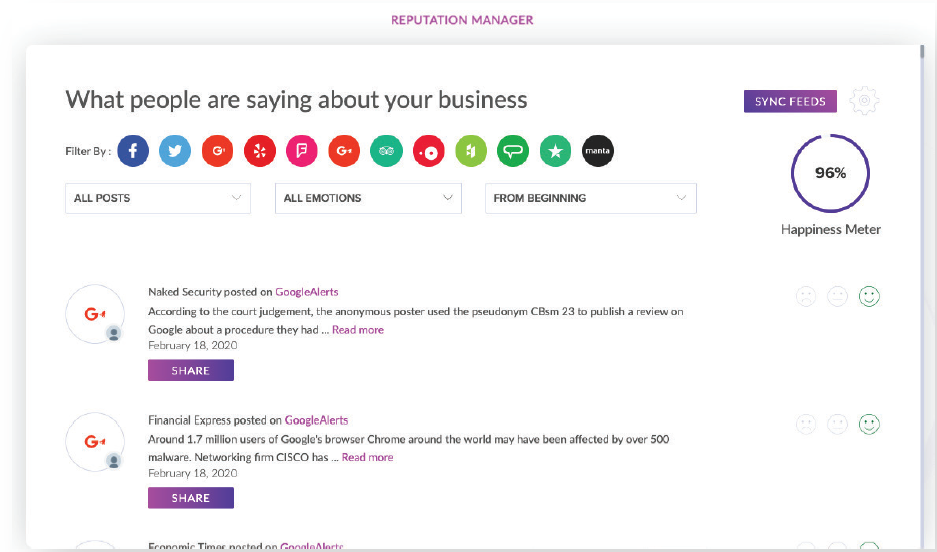 REPUTATION MANAGER
What people are saying about your business
SYNC FEEDS
Filter By :
f
G+
G+
manta
96%
Happiness Meter
ALL POSTS
ALL EMOTIONS
FROM BEGINNING
Naked Security posted on GoogleAlerts
According to the court judgement, the anonymous poster used the pseudonym CBsm 23 to publish a review on
Google about a procedure they had ... Read more
February 18, 2020
SHARE
G+
Financial Express posted on GoogleAlerts
Around 1.7 million users of Google's browser Chrome around the world may have been affected by over 500
malware. Networking firm CISCO has ... Read more
February 18, 2020
SHARE
G+
Economic Times posted on GoogleAlerts